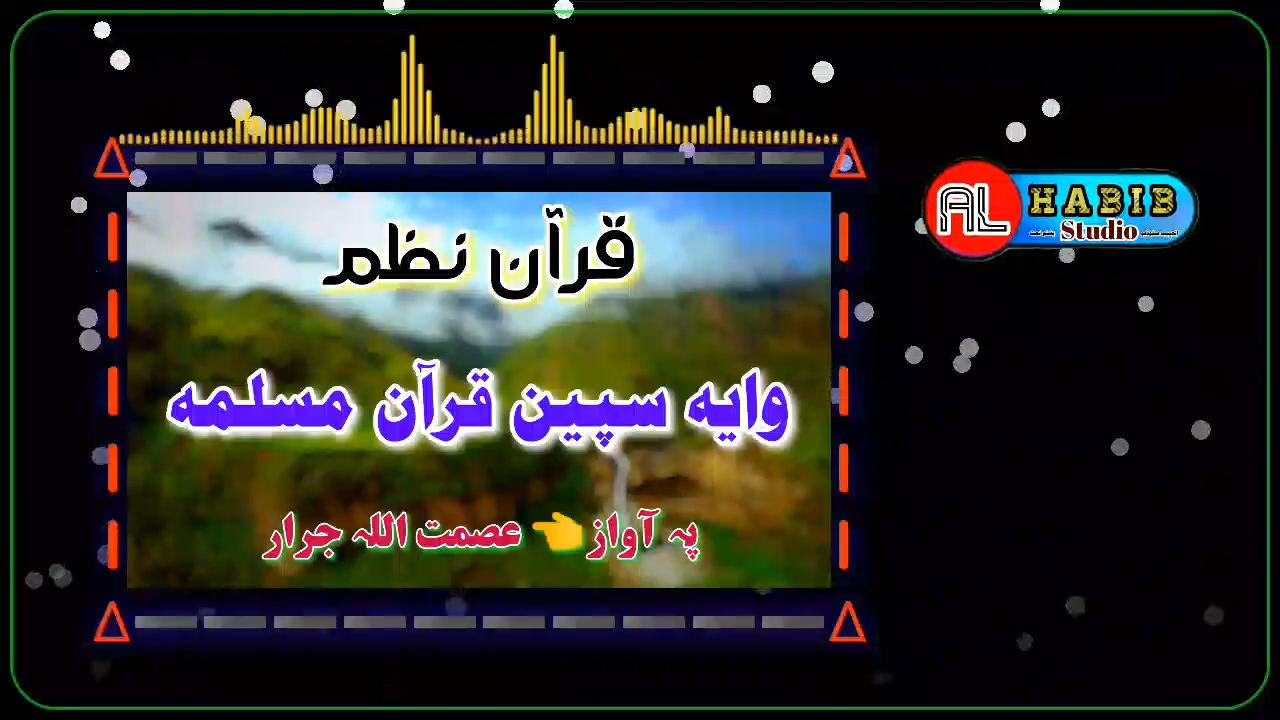 قرآن نظم
وایه سپین قرآن مسلمه
په آواز👈عصمت الله جرار
AL HABIB
Studio